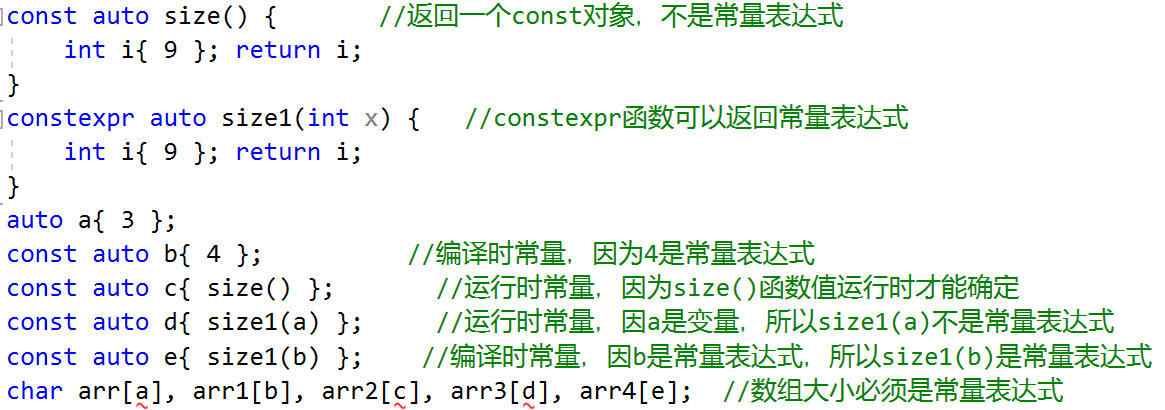 const auto size() {       //返回一个const对象，不是常量表达式
    int i{ 9 }; return i;
}
constexpr auto size1(int x) {   //constexpr函数可以返回常量表达式
    int i{ 9 }; return i;
}
auto a{ 3 };
const auto b{ 4 };          //编译时常量，因为4是常量表达式
const auto c{ size() };       //运行时常量，因为size()函数值运行时才能确定
const auto d{ size1(a) };     //运行时常量，因a是变量，所以size1(a)不是常量表达式
const auto e{ size1(b) };    //编译时常量，因b是常量表达式，所以size1(b)是常量表达式
char arr[a], arr1[b], arr2[c], arr3[d], arr4[e];  //数组大小必须是常量表达式